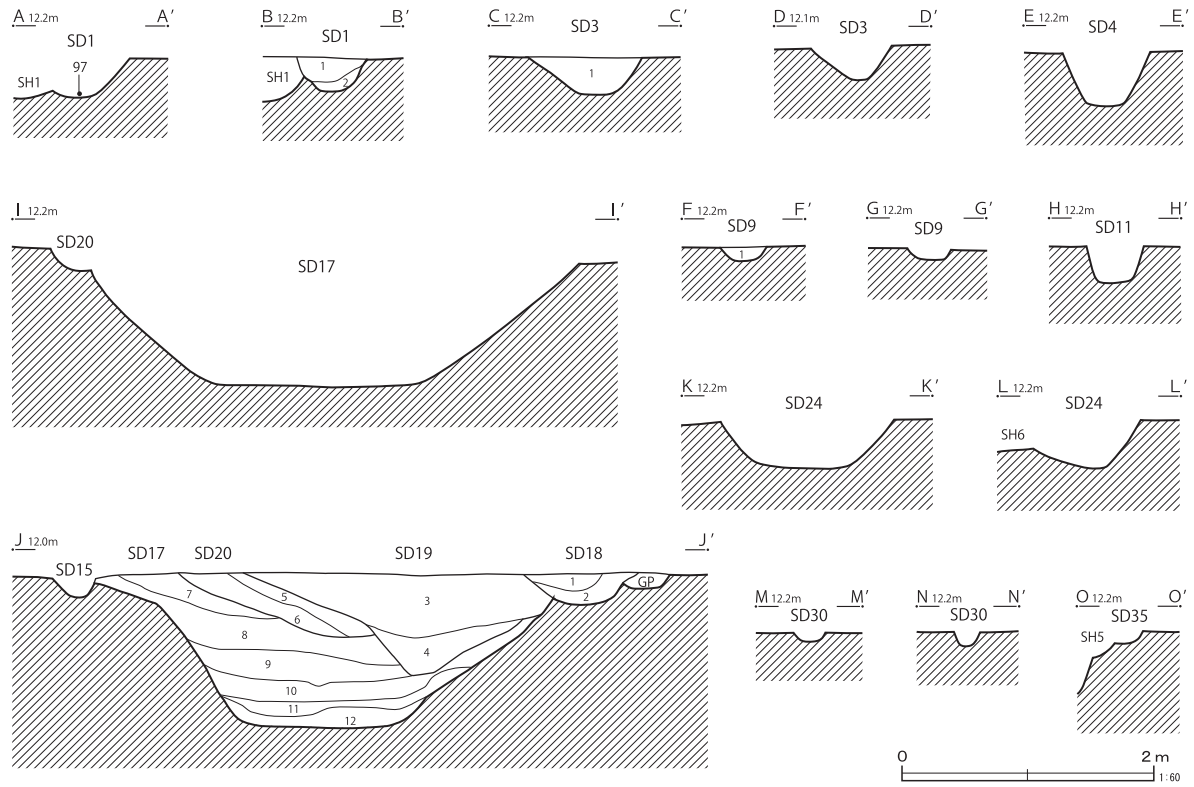 A 12.2m A′
SD1
97
SH1
B 12.2m B′
SD1
SH1
1
2
C 12.2m C′
SD3
1
D 12.1m D′
SD3
E 12.2m E′
SD4
I 12.2m I′
SD20
SD17
F 12.2m F′
SD9
1
G 12.2m G′
SD9
H 12.2m H′
SD11
K 12.2m K′
SD24
L 12.2m L′
SD24
SH6
J 12.0m J′
SD15 SD17 SD20 SD19 SD18
GP
1
2
3
4
5
6
7
8
9
10
11
12
M 12.2m M′
SD30
N 12.2m N′
SD30
O 12.2m O′
SD35
SH5
0 2 m
1:60